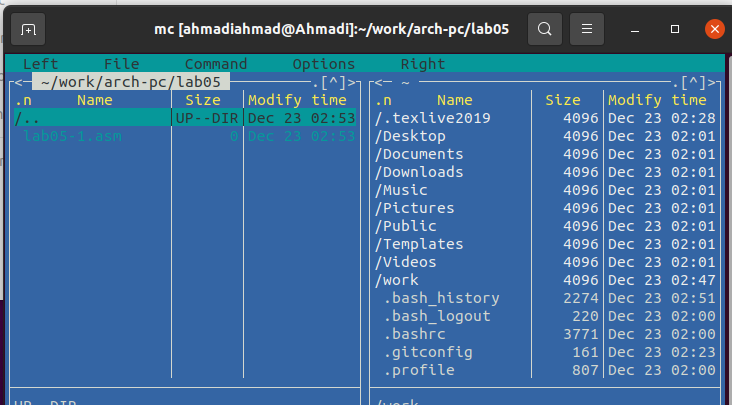 mc [ahmadiahmad@Ahmadi]:~/work/arch-pc/lab05
Left File Command Options Right
<─ ~/work/arch-pc/lab05 .[^]>
.n Name Size Modify time
/.. UP--DIR Dec 23 02:53
lab05-1.asm 0 Dec 23 02:53
<─ ~ .[^]>
.n Name Size Modify time
/.texlive2019 4096 Dec 23 02:28
/Desktop 4096 Dec 23 02:01
/Documents 4096 Dec 23 02:01
/Downloads 4096 Dec 23 02:01
/Music 4096 Dec 23 02:01
/Pictures 4096 Dec 23 02:01
/Public 4096 Dec 23 02:01
/Templates 4096 Dec 23 02:01
/Videos 4096 Dec 23 02:01
/work 4096 Dec 23 02:47
.bash_history 2274 Dec 23 02:51
.bash_logout 220 Dec 23 02:00
.bashrc 3771 Dec 23 02:00
.gitconfig 161 Dec 23 02:23
.profile 807 Dec 23 02:00
UP--DIR
/work